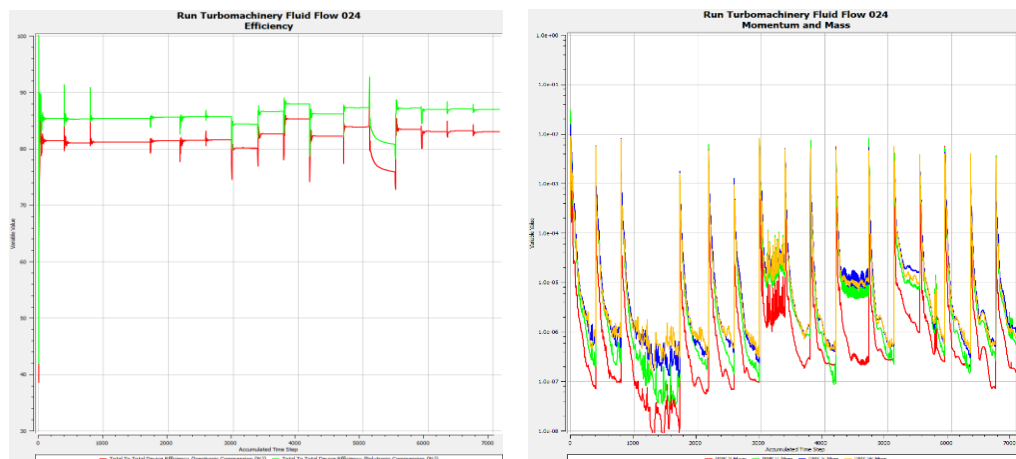 Run Turbomachinery Fluid Flow 024
Efficiency
100
90
80
70
60
50
40
30
Variable Value
0
1000
2000
3000
4000
5000
6000
7000
Accumulated Time Step
Run Turbomachinery Fluid Flow 024
Momentum and Mass
1.0e+00
1.0e-01
1.0e-02
1.0e-03
1.0e-04
1.0e-05
1.0e-06
1.0e-07
1.0e-08
Variable Value
0
1000
2000
3000
4000
5000
6000
7000
Accumulated Time Step